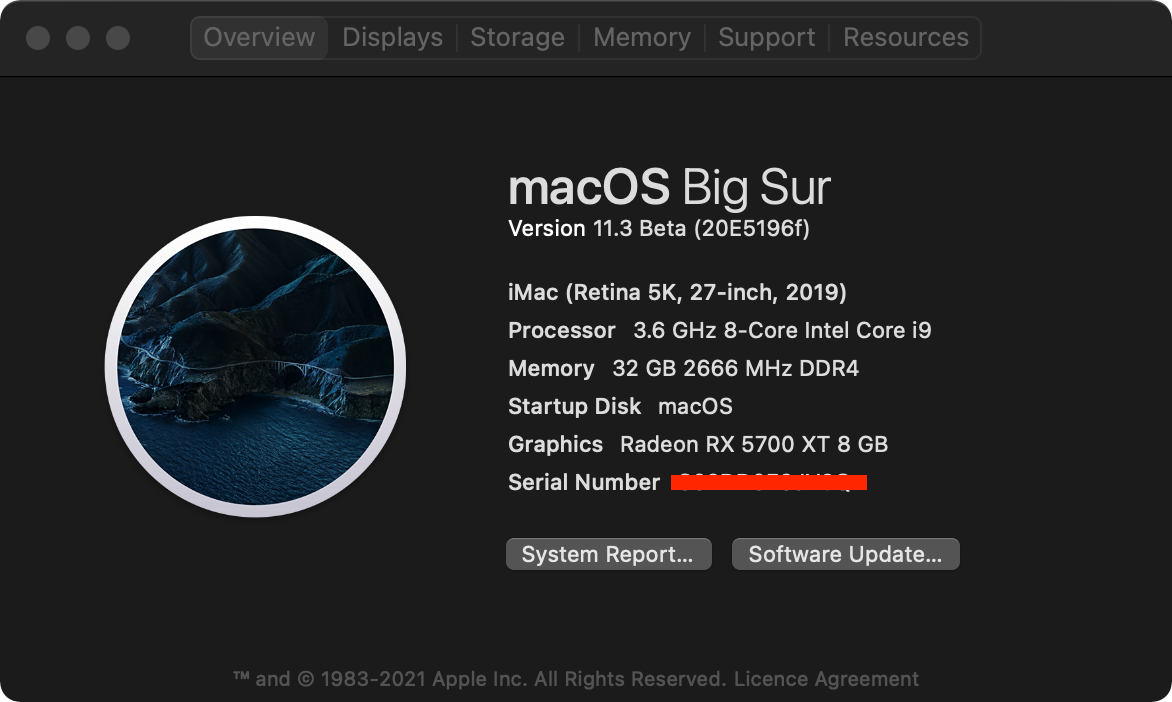 Overview Displays Storage Memory Support Resources
macOS Big Sur
Version 11.3 Beta (20E5196f)
iMac (Retina 5K, 27-inch, 2019)
Processor 3.6 GHz 8-Core Intel Core i9
Memory 32 GB 2666 MHz DDR4
Startup Disk macOS
Graphics Radeon RX 5700 XT 8 GB
Serial Number
System Report... Software Update...
™ and © 1983-2021 Apple Inc. All Rights Reserved. Licence Agreement